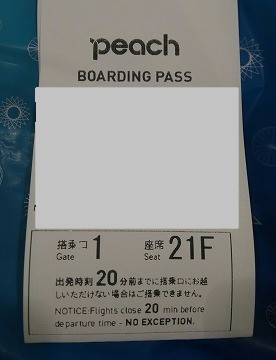 peach
BOARDING PASS
搭乗口 1 座席 21F
Gate Seat
出発時刻 20 分前までに搭乗口にお越
しいただけない場合はご搭乗できません。
NOTICE:Flights close 20 min before
departure time - NO EXCEPTION.